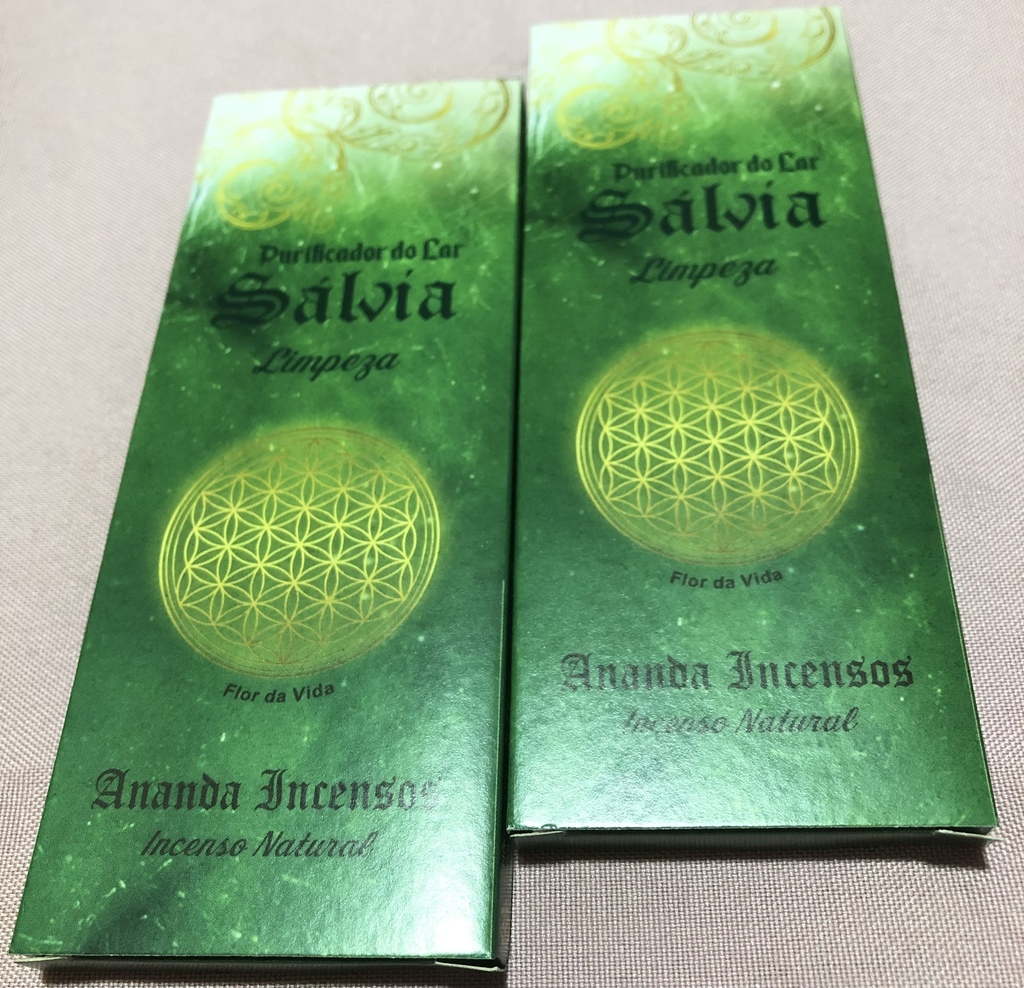 Purificador do Lar
Sálvia
Limpeza
Flor da Vida
Ananda Incensos
Incenso Natural
Purificador do Lar
Sálvia
Limpeza
Flor da Vida
Ananda Incensos
Incenso Natural